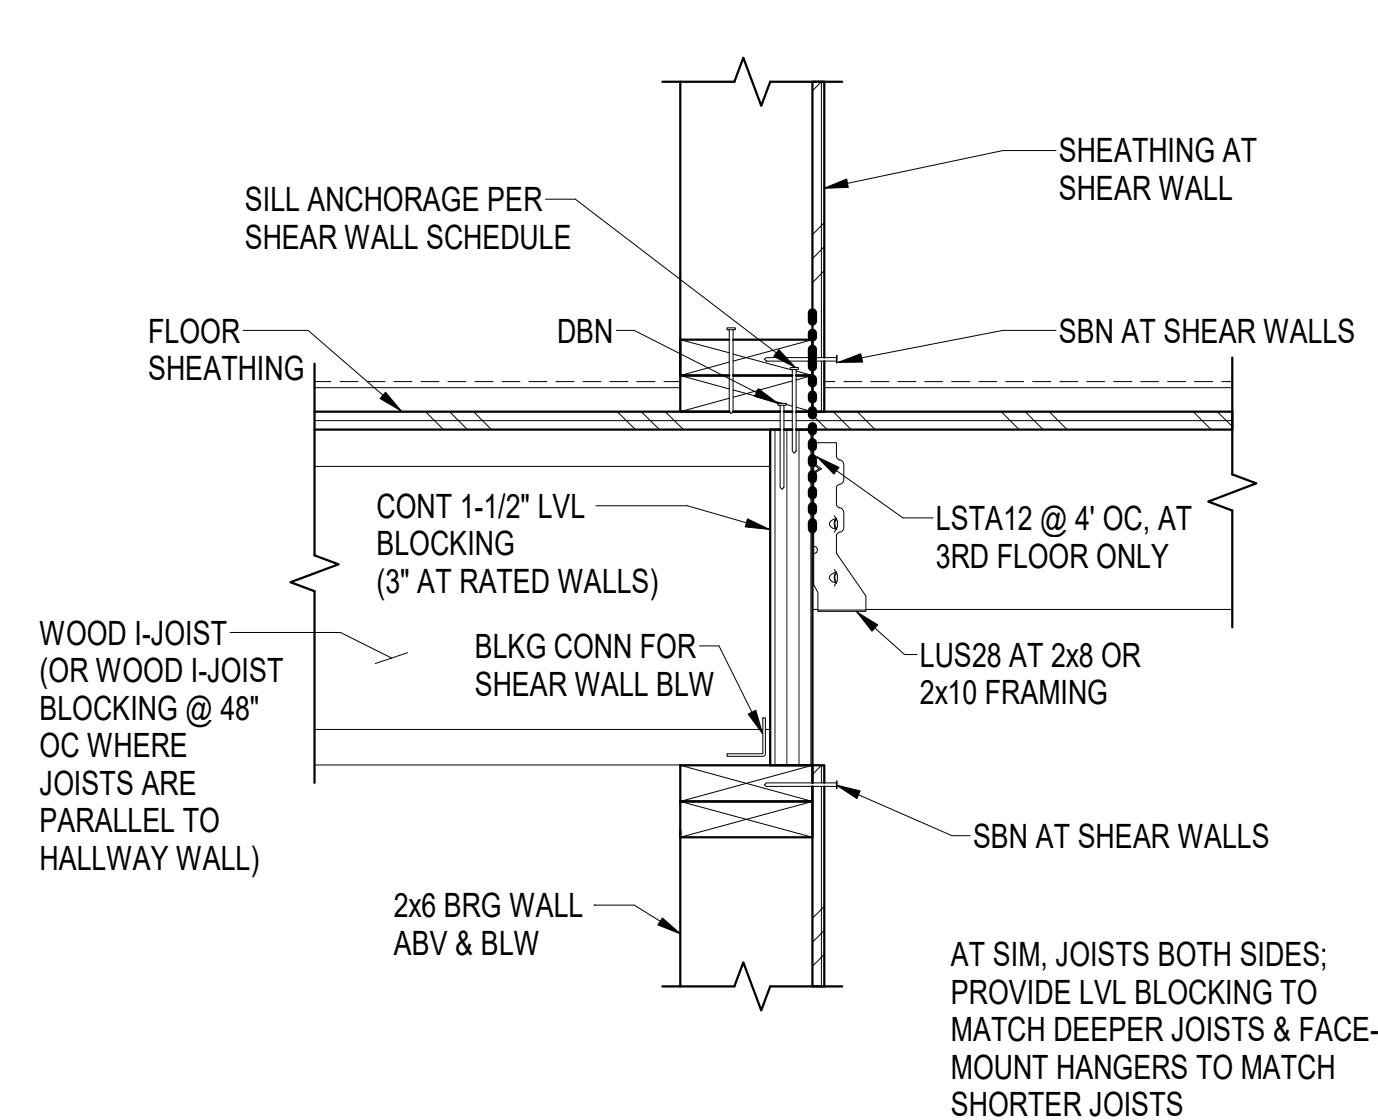 SHEATHING AT
SHEAR WALL
SILL ANCHORAGE PER
SHEAR WALL SCHEDULE
FLOOR
SHEATHING
DBN
SBN AT SHEAR WALLS
CONT 1-1/2" LVL
BLOCKING
(3" AT RATED WALLS)
LSTA12 @ 4' OC, AT
3RD FLOOR ONLY
WOOD I-JOIST
(OR WOOD I-JOIST
BLOCKING @ 48"
OC WHERE
JOISTS ARE
PARALLEL TO
HALLWAY WALL)
BLKG CONN FOR
SHEAR WALL BLW
LUS28 AT 2x8 OR
2x10 FRAMING
SBN AT SHEAR WALLS
2x6 BRG WALL
ABV & BLW
AT SIM, JOISTS BOTH SIDES;
PROVIDE LVL BLOCKING TO
MATCH DEEPER JOISTS & FACE-
MOUNT HANGERS TO MATCH
SHORTER JOISTS